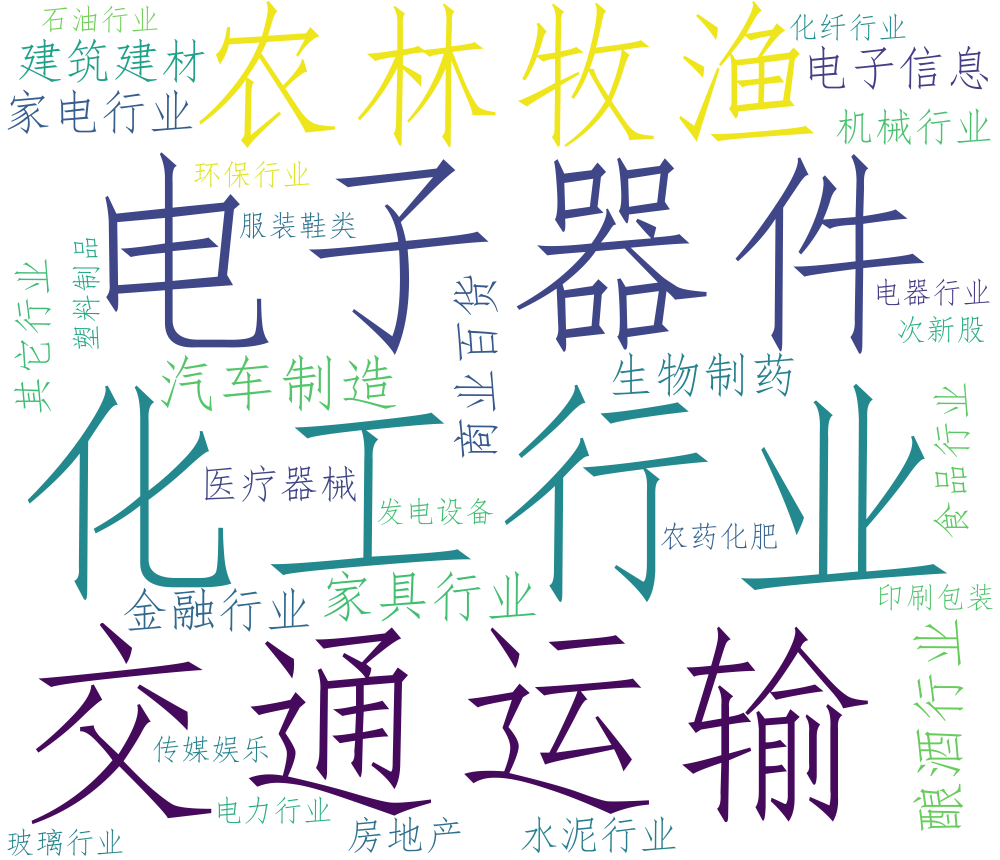 石油行业
农林牧渔
化纤行业
建筑建材
电子信息
家电行业
机械行业
电子器件
环保行业
服装鞋类
塑料制品
其它行业
商业百货
电器行业
次新股
汽车制造
生物制药
化工行业
食品行业
医疗器械
发电设备
农药化肥
金融行业
家具行业
印刷包装
交通运输
酿酒行业
传媒娱乐
电力行业
玻璃行业
房地产
水泥行业